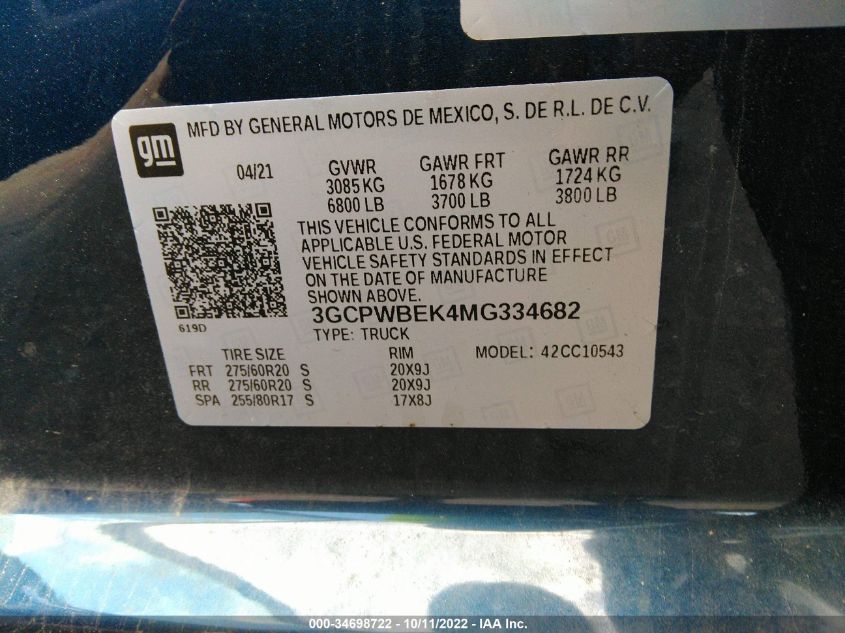 gm
MFD BY GENERAL MOTORS DE MEXICO, S. DE R.L. DE C.V.
04/21 GVWR GAWR FRT GAWR RR
3085 KG 1678 KG 1724 KG
6800 LB 3700 LB 3800 LB
THIS VEHICLE CONFORMS TO ALL
APPLICABLE U.S. FEDERAL MOTOR
VEHICLE SAFETY STANDARDS IN EFFECT
ON THE DATE OF MANUFACTURE
SHOWN ABOVE.
619D
3GCPWBEK4MG334682
TYPE: TRUCK
TIRE SIZE RIM MODEL: 42CC10543
FRT 275/60R20 S 20X9J
RR 275/60R20 S 20X9J
SPA 255/80R17 S 17X8J
000-34698722 - 10/11/2022 - IAA Inc.